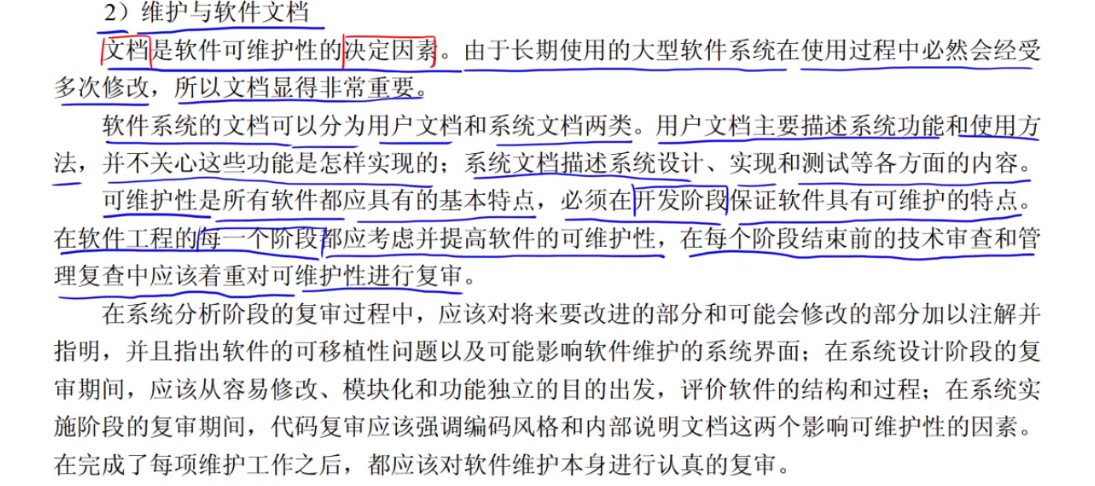 2）维护与软件文档
文档是软件可维护性的决定因素。由于长期使用的大型软件系统在使用过程中必然会经受
多次修改，所以文档显得非常重要。
软件系统的文档可以分为用户文档和系统文档两类。用户文档主要描述系统功能和使用方
法，并不关心这些功能是怎样实现的；系统文档描述系统设计、实现和测试等各方面的内容。
可维护性是所有软件都应具有的基本特点，必须在开发阶段保证软件具有可维护的特点。
在软件工程的每一个阶段都应考虑并提高软件的可维护性，在每个阶段结束前的技术审查和管
理复查中应该着重对可维护性进行复审。
在系统分析阶段的复审过程中，应该对将来要改进的部分和可能会修改的部分加以注解并
指明，并且指出软件的可移植性问题以及可能影响软件维护的系统界面；在系统设计阶段的复
审期间，应该从容易修改、模块化和功能独立的目的出发，评价软件的结构和过程；在系统实
施阶段的复审期间，代码复审应该强调编码风格和内部说明文档这两个影响可维护性的因素。
在完成了每项维护工作之后，都应该对软件维护本身进行认真的复审。